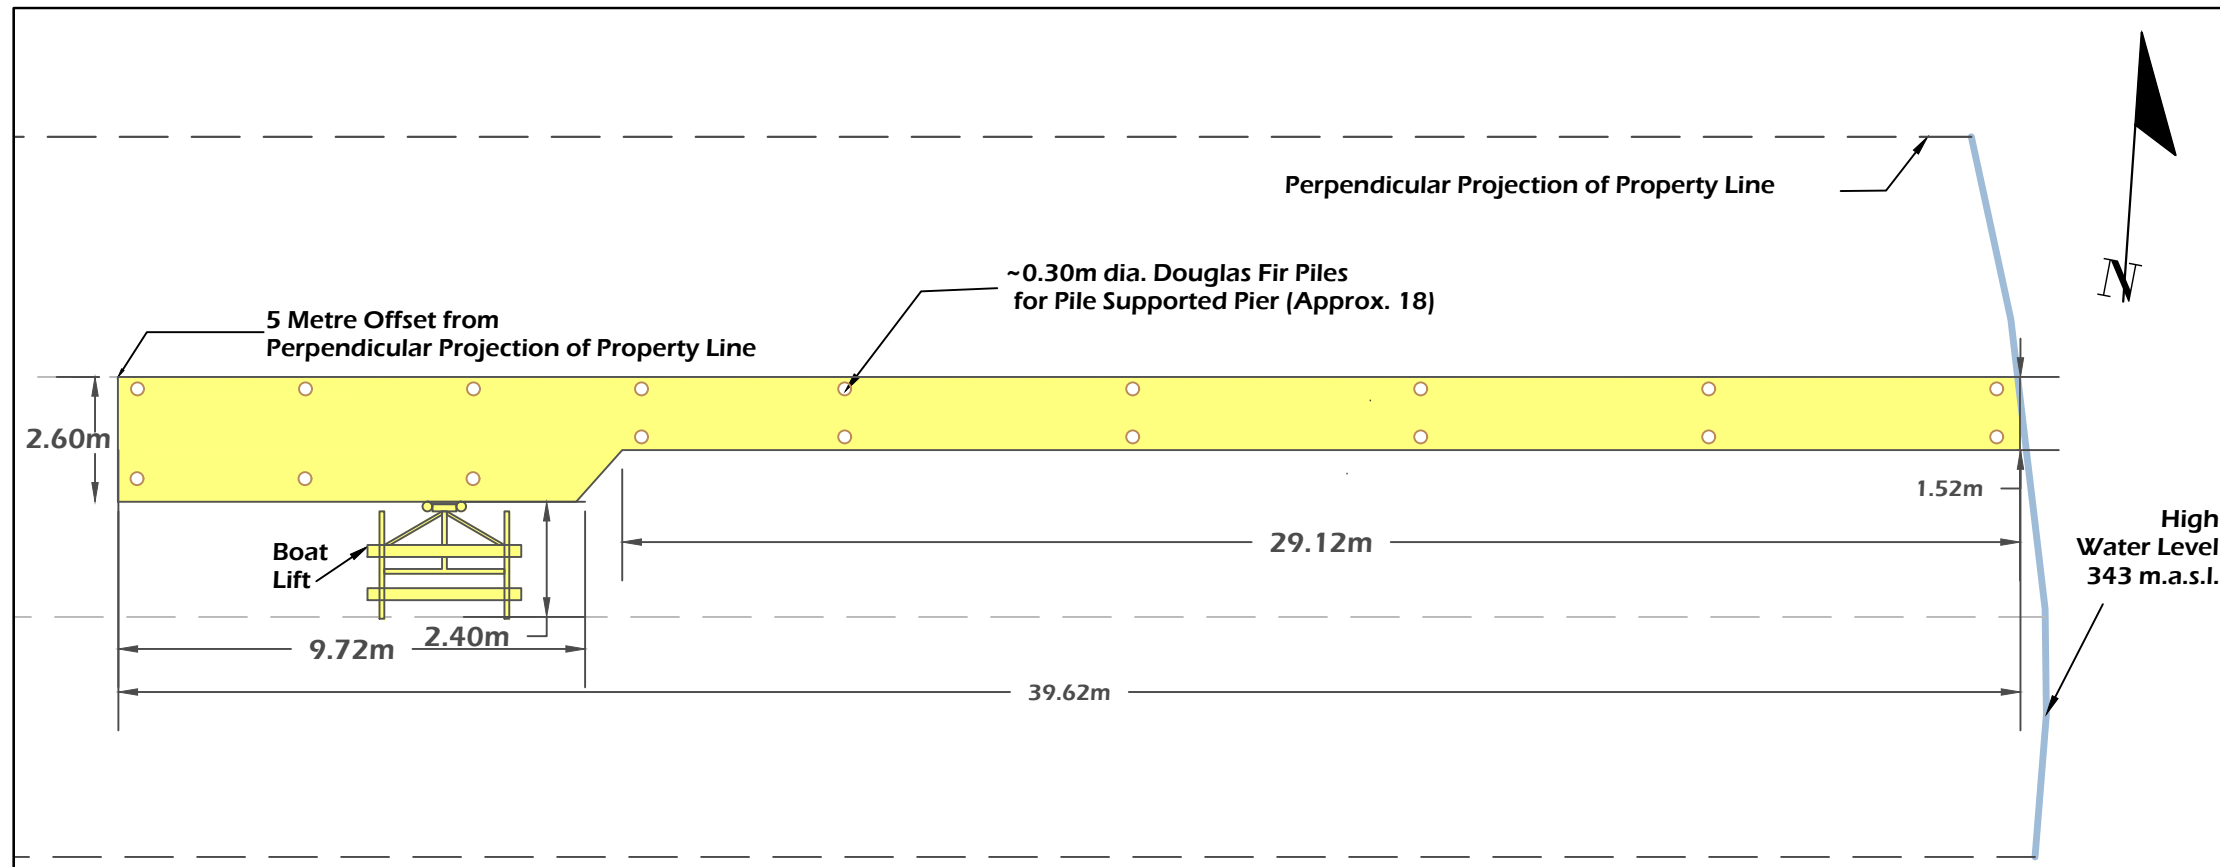 Perpendicular Projection of Property Line
N
~0.30m dia. Douglas Fir Piles
for Pile Supported Pier (Approx. 18)
5 Metre Offset from
Perpendicular Projection of Property Line
2.60m
1.52m
High
Water Level
343 m.a.s.l.
29.12m
Boat
Lift
2.40m
9.72m
39.62m